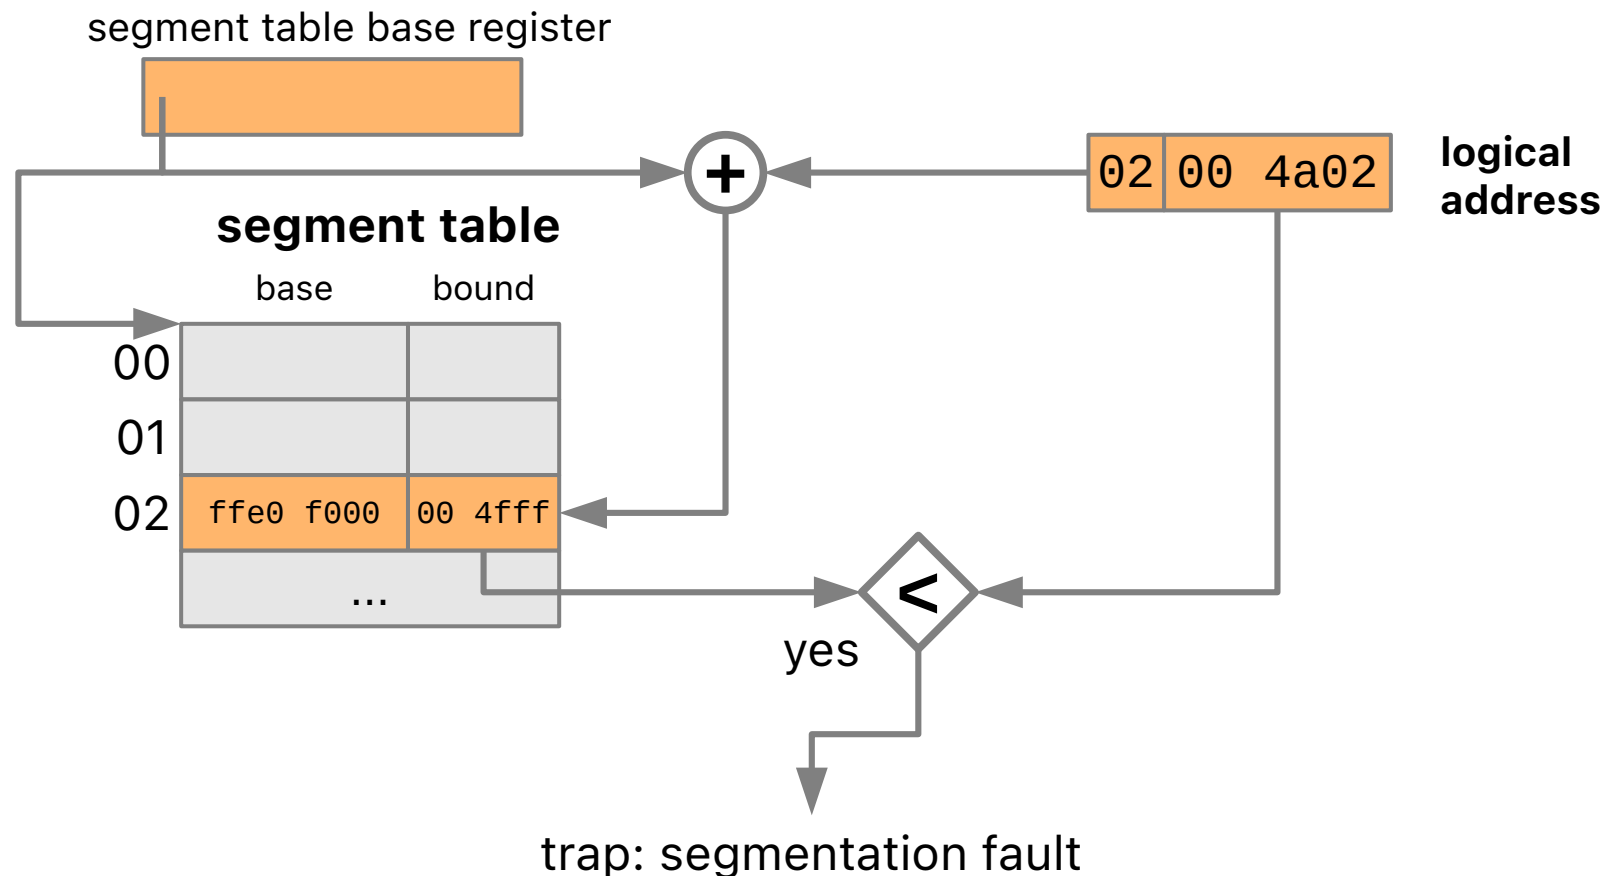 segment table base register
+
02 00 4a02
logical
address
segment table
base bound
00
01
02 ffe0 f000 00 4fff
...
<
yes
trap: segmentation fault